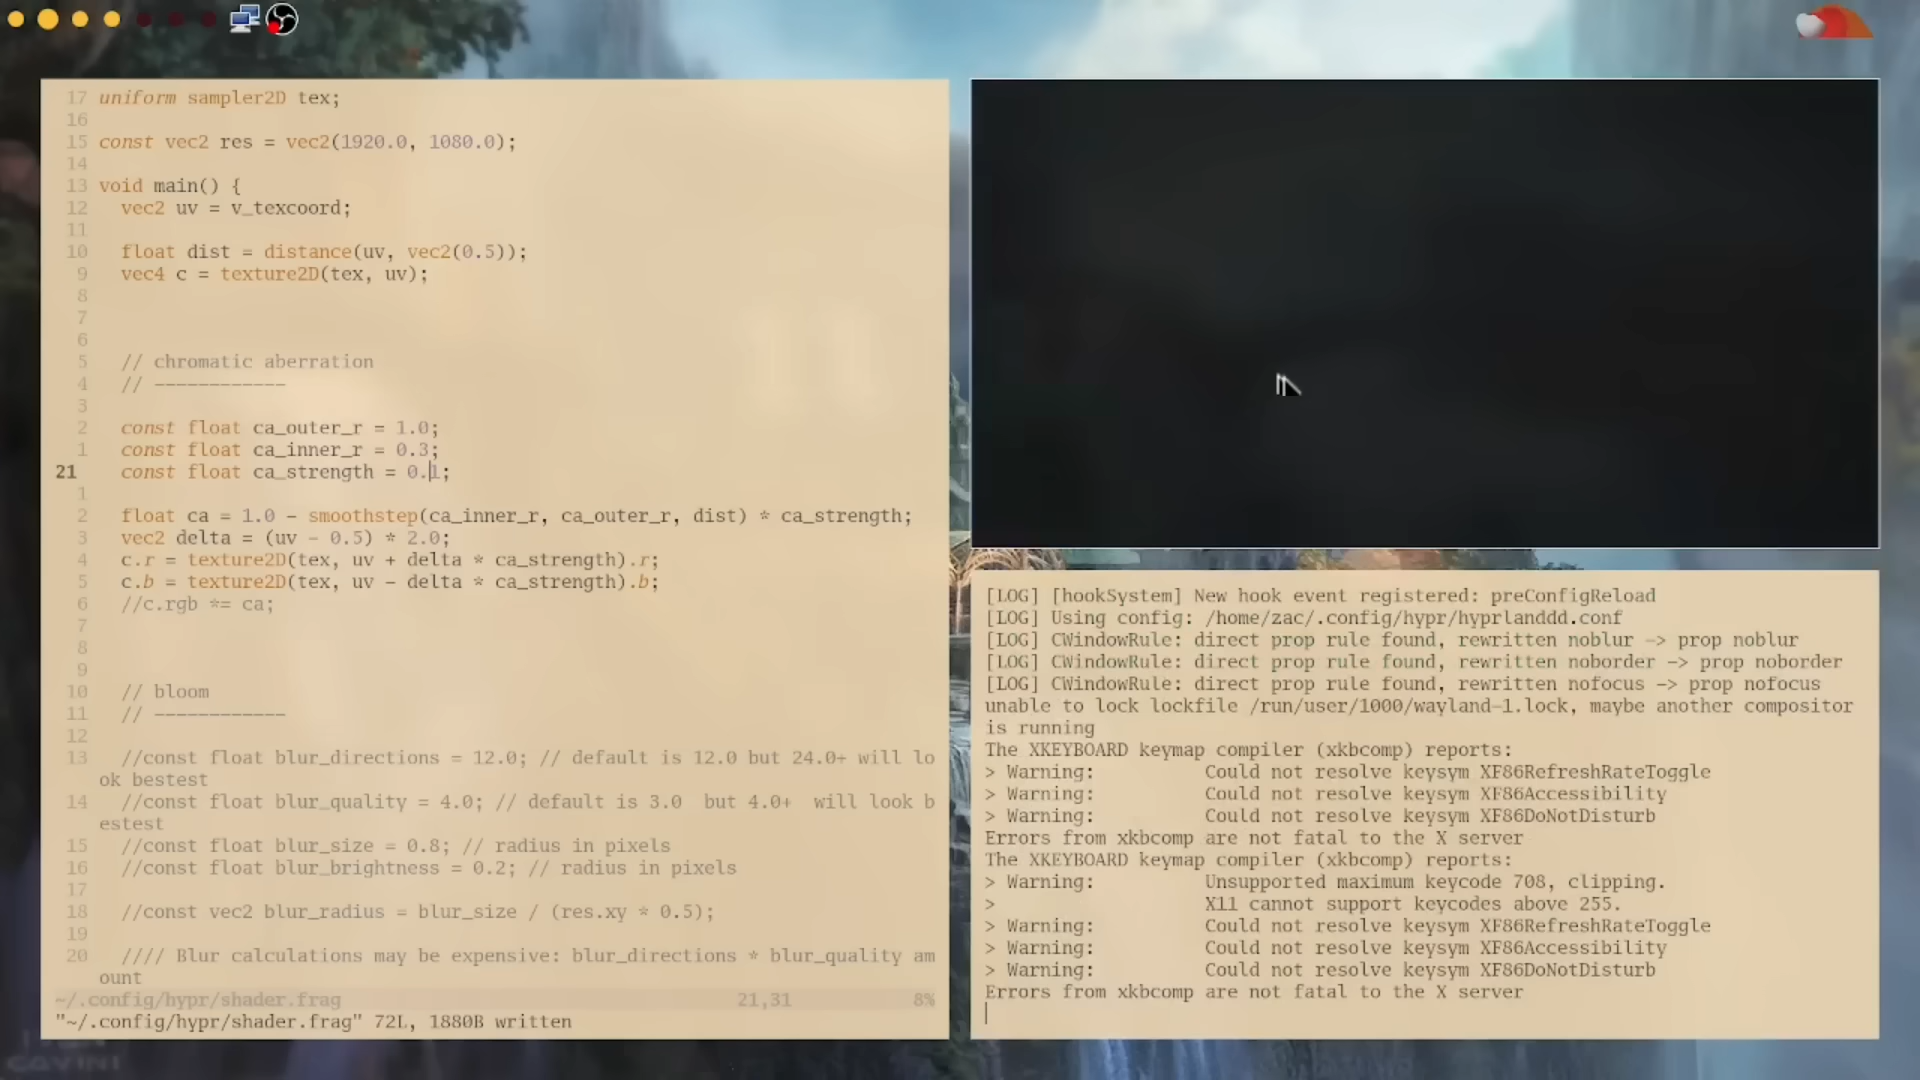 17 uniform sampler2D tex;
16
15 const vec2 res = vec2(1920.0, 1080.0);
14
13 void main() {
12 vec2 uv = v_texcoord;
11
10 float dist = distance(uv, vec2(0.5));
9 vec4 c = texture2D(tex, uv);
8
7
6
5 // chromatic aberration
4 // ------------
3
2 const float ca_outer_r = 1.0;
1 const float ca_inner_r = 0.3;
21 const float ca_strength = 0.1;
1
2 float ca = 1.0 - smoothstep(ca_inner_r, ca_outer_r, dist) * ca_strength;
3 vec2 delta = (uv - 0.5) * 2.0;
4 c.r = texture2D(tex, uv + delta * ca_strength).r;
5 c.b = texture2D(tex, uv - delta * ca_strength).b;
6 //c.rgb *= ca;
7
8
9
10 // bloom
11 // ------------
12
13 //const float blur_directions = 12.0; // default is 12.0 but 24.0+ will lo
ok bestest
14 //const float blur_quality = 4.0; // default is 3.0 but 4.0+ will look b
estest
15 //const float blur_size = 0.8; // radius in pixels
16 //const float blur_brightness = 0.2; // radius in pixels
17
18 //const vec2 blur_radius = blur_size / (res.xy * 0.5);
19
20 //// Blur calculations may be expensive: blur_directions * blur_quality am
ount
~/.config/hypr/shader.frag 21,31 8%
"~/.config/hypr/shader.frag" 72L, 1880B written
[LOG] [hookSystem] New hook event registered: preConfigReload
[LOG] Using config: /home/zac/.config/hypr/hyprlanddd.conf
[LOG] CWindowRule: direct prop rule found, rewritten noblur -> prop noblur
[LOG] CWindowRule: direct prop rule found, rewritten noborder -> prop noborder
[LOG] CWindowRule: direct prop rule found, rewritten nofocus -> prop nofocus
unable to lock lockfile /run/user/1000/wayland-1.lock, maybe another compositor
is running
The XKEYBOARD keymap compiler (xkbcomp) reports:
> Warning: Could not resolve keysym XF86RefreshRateToggle
> Warning: Could not resolve keysym XF86Accessibility
> Warning: Could not resolve keysym XF86DoNotDisturb
Errors from xkbcomp are not fatal to the X server
The XKEYBOARD keymap compiler (xkbcomp) reports:
> Warning: Unsupported maximum keycode 708, clipping.
> X11 cannot support keycodes above 255.
> Warning: Could not resolve keysym XF86RefreshRateToggle
> Warning: Could not resolve keysym XF86Accessibility
> Warning: Could not resolve keysym XF86DoNotDisturb
Errors from xkbcomp are not fatal to the X server